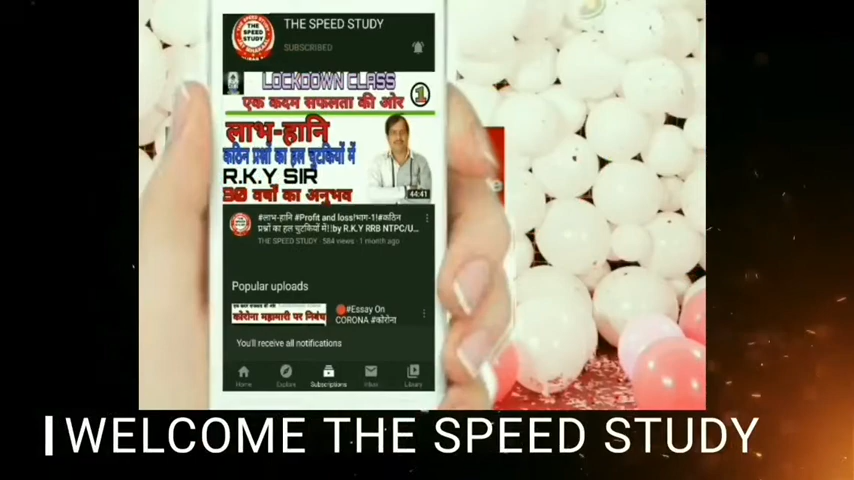 THE SPEED STUDY
SUBSCRIBED
THE
SPEED
STUDY
LOCKDOWN CLASS
एक कदम सफलता की ओर
1
लाभ-हानि
कठिन प्रश्नों का हल चुटकियों में
R.K.Y SIR
30 वर्षो का अनुभव
44:41
#लाभ-हानि #Profit and loss!भाग-1!#कठिन
प्रश्नों का हल चुटकियों में!!by R.K.Y RRB NTPC/U...
THE SPEED STUDY · 584 views · 1 month ago
Popular uploads
कोरोना महामारी पर निबंध
#Essay On
CORONA #कोरोना
You'll receive all notifications
Home Explore Subscriptions Inbox Library
WELCOME THE SPEED STUDY